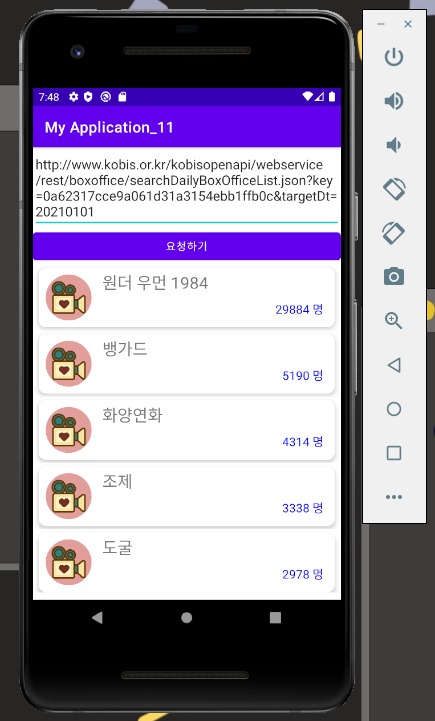 7:48
My Application_11
http://www.kobis.or.kr/kobisopenapi/webservice
/rest/boxoffice/searchDailyBoxOfficeList.json?key
=0a62317cce9a061d31a3154ebb1ffb0c&targetDt=
20210101
요청하기
원더 우먼 1984
29884 명
뱅가드
5190 명
화양연화
4314 명
조제
3338 명
도굴
2978 명